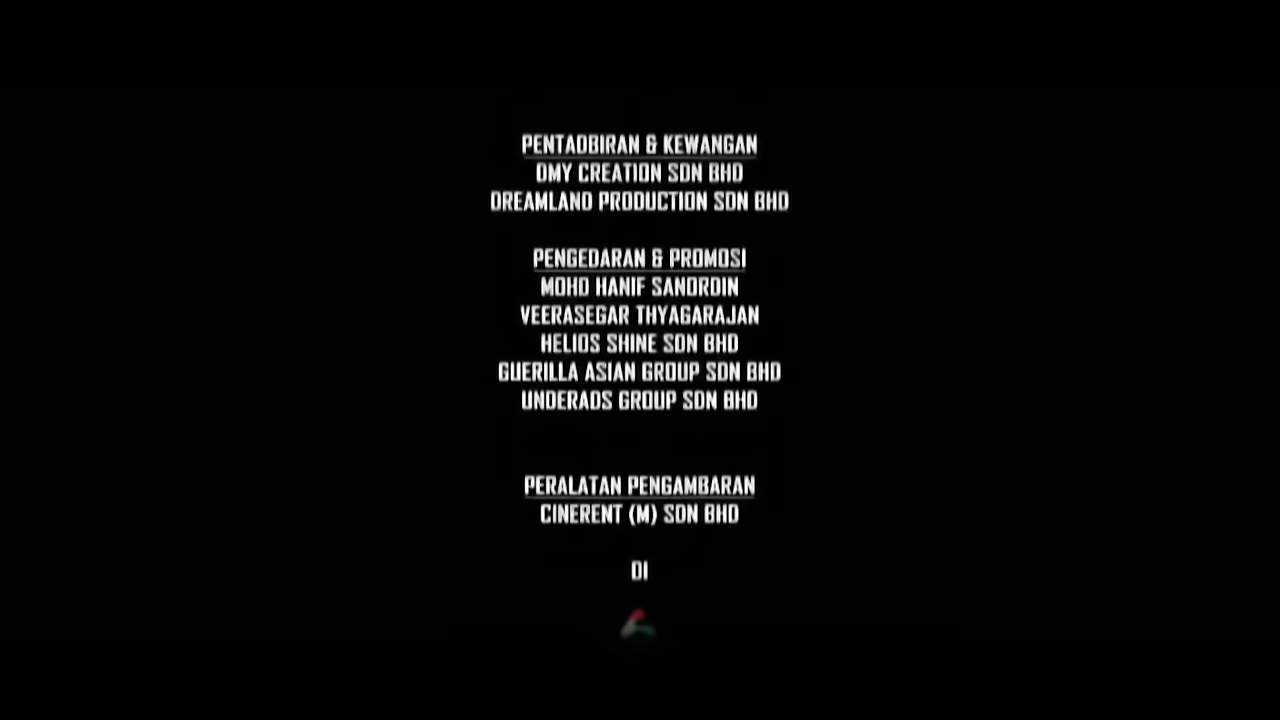 PENTADBIRAN & KEWANGAN
DMY CREATION SDN BHD
DREAMLAND PRODUCTION SDN BHD
PENGEDARAN & PROMOSI
MOHD HANIF SANORDIN
VEERASEGAR THYAGARAJAN
HELIOS SHINE SDN BHD
GUERILLA ASIAN GROUP SDN BHD
UNDERADS GROUP SDN BHD
PERALATAN PENGAMBARAN
CINERENT (M) SDN BHD
DI